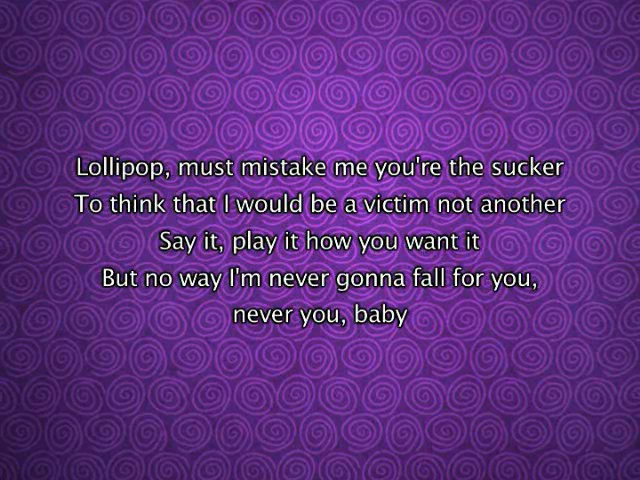 Lollipop, must mistake me you're the sucker
To think that I would be a victim not another
Say it, play it how you want it
But no way I'm never gonna fall for you,
never you, baby